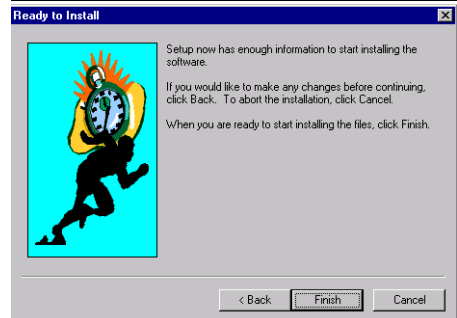 Ready to Install
Setup now has enough information to start installing the
software.
If you would like to make any changes before continuing,
click Back. To abort the installation, click Cancel.
When you are ready to start installing the files, click Finish.
< Back
Finish
Cancel